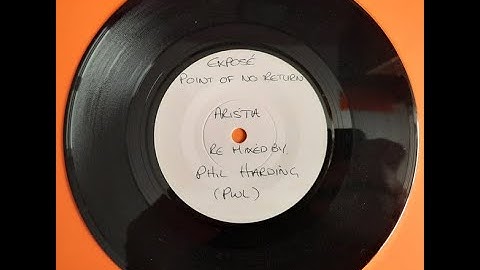 EXPOSÉ
POINT OF NO RETURN
ARISTA
RE MIXED BY
PHIL HARDING
(PWL)